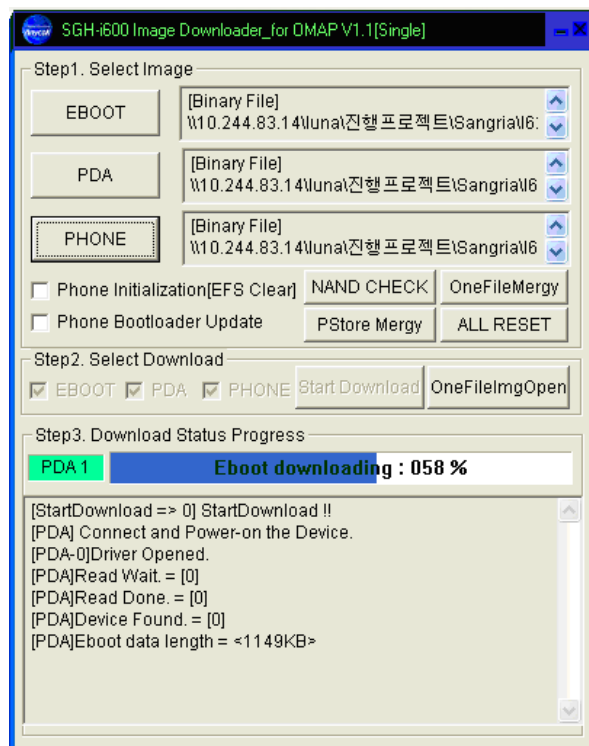 Anycall
SGH-i600 Image Downloader_for OMAP V1.1[Single]
Step1. Select Image
EBOOT
[Binary File]
\\10.244.83.14\luna\진행프로젝트\Sangria\I6:
PDA
[Binary File]
\\10.244.83.14\luna\진행프로젝트\Sangria\I6
PHONE
[Binary File]
\\10.244.83.14\luna\진행프로젝트\Sangria\I6
Phone Initialization[EFS Clear] NAND CHECK OneFileMergy
Phone Bootloader Update PStore Mergy ALL RESET
Step2. Select Download
EBOOT PDA PHONE Start Download OneFileImgOpen
Step3. Download Status Progress
PDA 1 Eboot downloading : 058 %
[StartDownload => 0] StartDownload !!
[PDA] Connect and Power-on the Device.
[PDA-0]Driver Opened.
[PDA]Read Wait. = [0]
[PDA]Read Done. = [0]
[PDA]Device Found. = [0]
[PDA]Eboot data length = <1149KB>